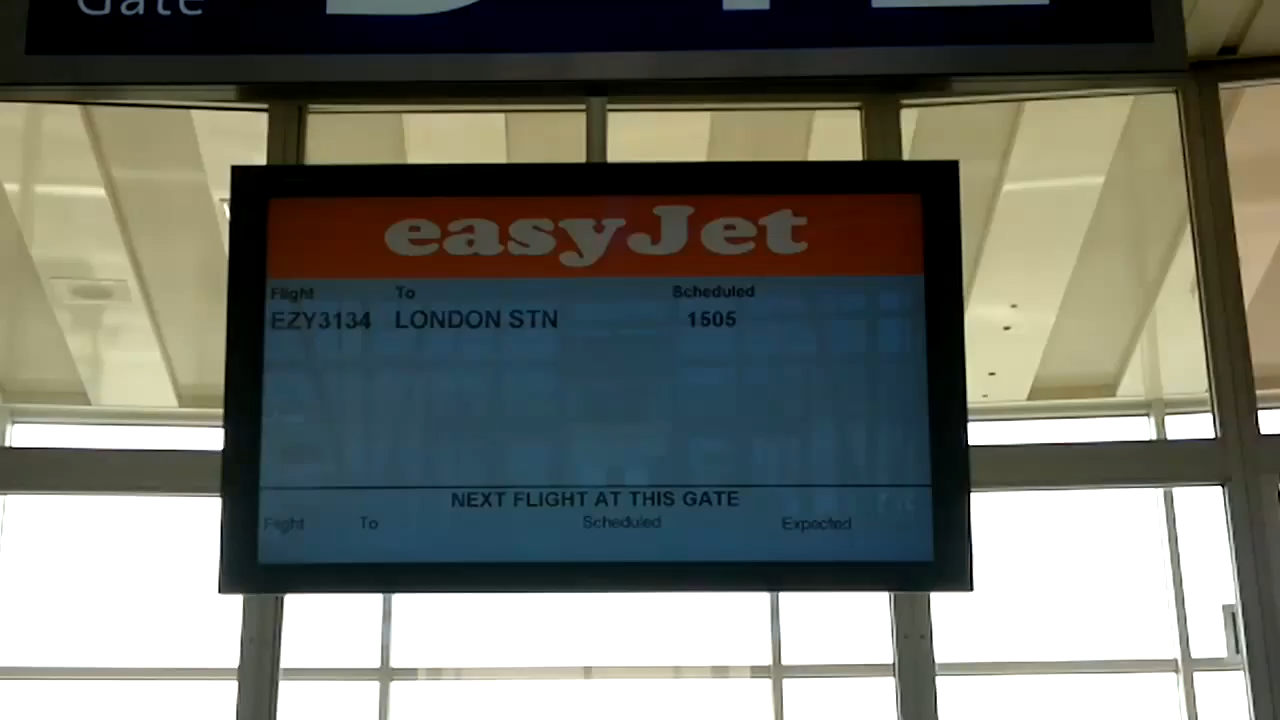 Gate
easyJet
Flight To Scheduled
EZY3134 LONDON STN 1505
NEXT FLIGHT AT THIS GATE
Flight To Scheduled Expected